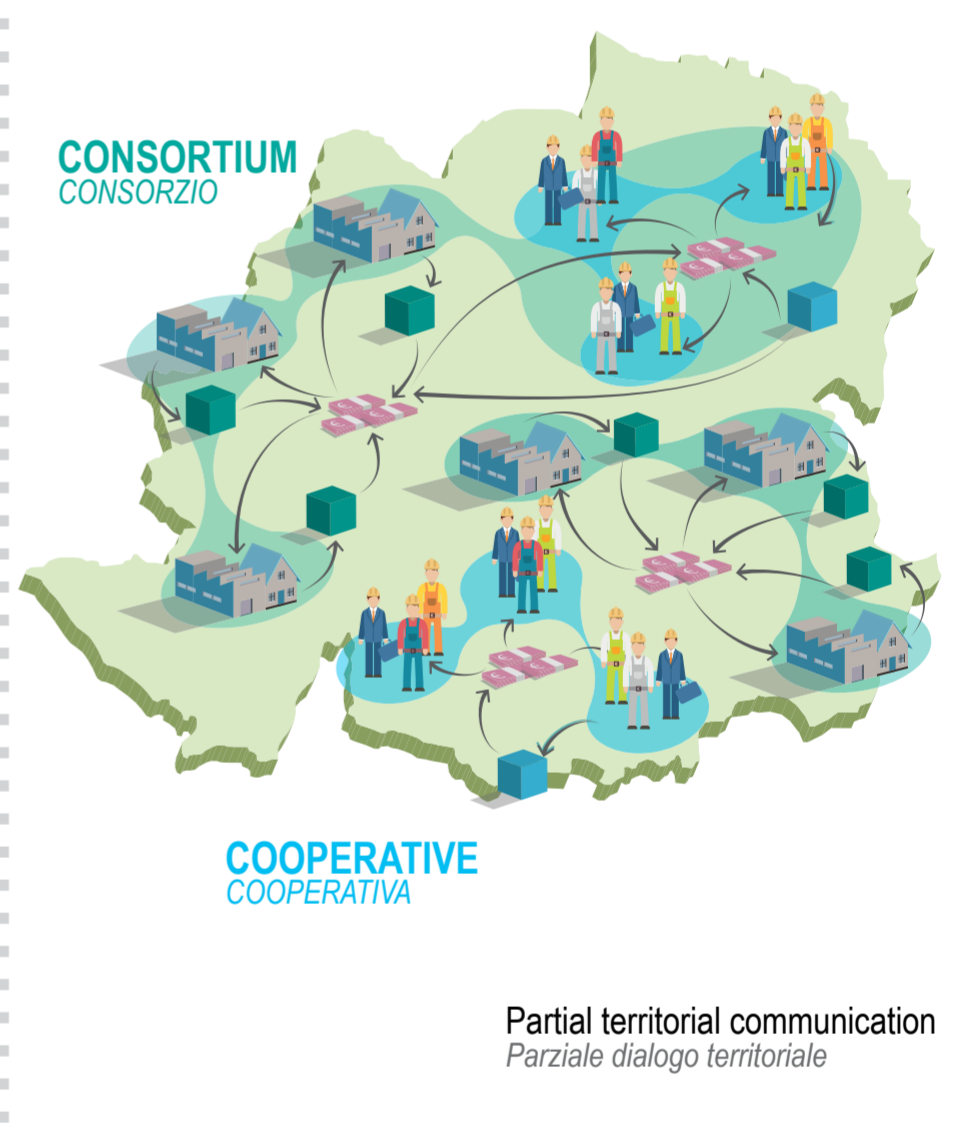 CONSORTIUM
CONSORZIO
COOPERATIVE
COOPERATIVA
Partial territorial communication
Parziale dialogo territoriale